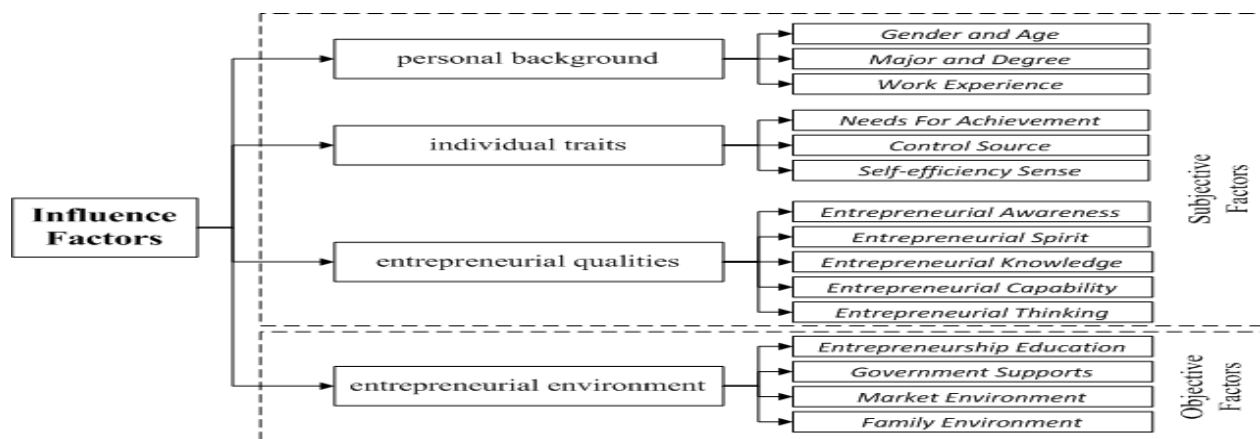 Influence
Factors
personal background
Gender and Age
Major and Degree
Work Experience
individual traits
Needs For Achievement
Control Source
Self-efficiency Sense
entrepreneurial qualities
Entrepreneurial Awareness
Entrepreneurial Spirit
Entrepreneurial Knowledge
Entrepreneurial Capability
Entrepreneurial Thinking
Subjective
Factors
entrepreneurial environment
Entrepreneurship Education
Government Supports
Market Environment
Family Environment
Objective
Factors